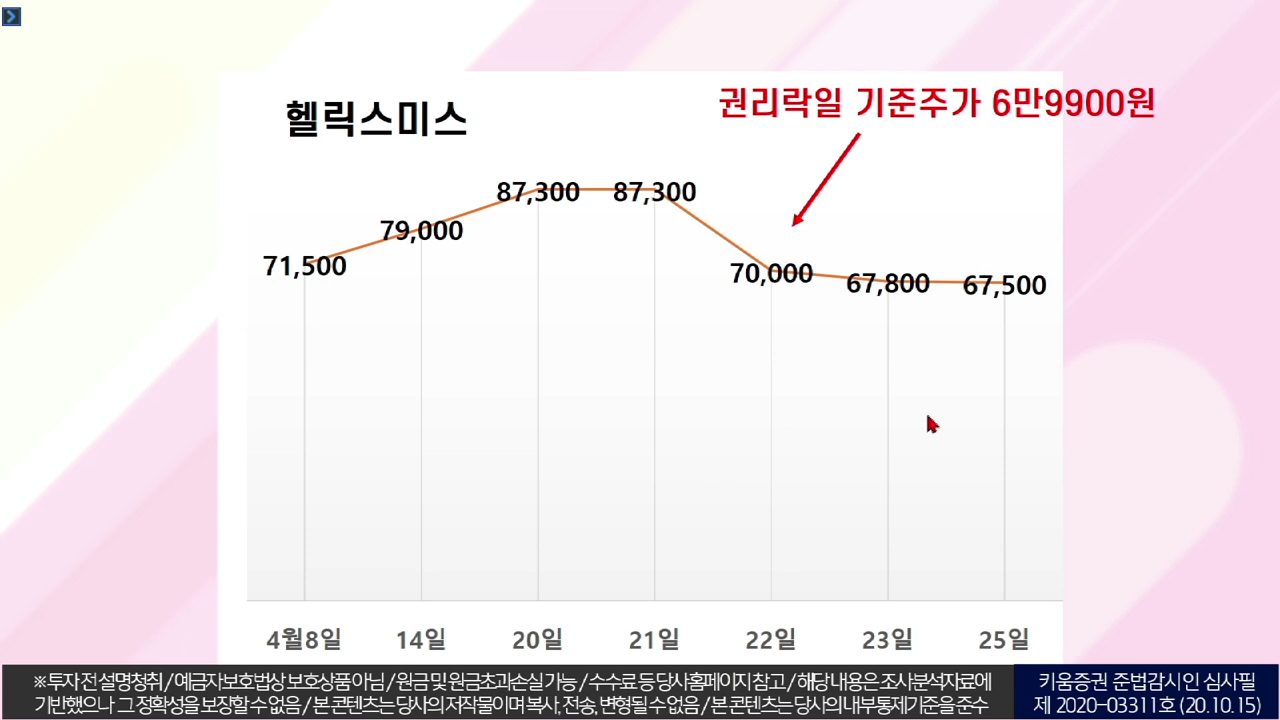 헬릭스미스
권리락일 기준주가 6만9900원
87,300
87,300
79,000
71,500
70,000
67,800
67,500
4월8일
14일
20일
21일
22일
23일
25일
※ 투자 전 설명청취 / 예금자보호법상 보호상품 아님 / 원금 및 원금초과손실 가능 / 수수료 등 당사홈페이지 참고 / 해당 내용은 조사분석자료에
기반했으나 그 정확성을 보장할 수 없음 / 본 콘텐츠는 당사의 저작물이며 복사, 전송, 변형될 수 없음 / 본 콘텐츠는 당사의 내부통제기준을 준수
키움증권 준법감시인 심사필
제 2020-03311호 (20.10.15)